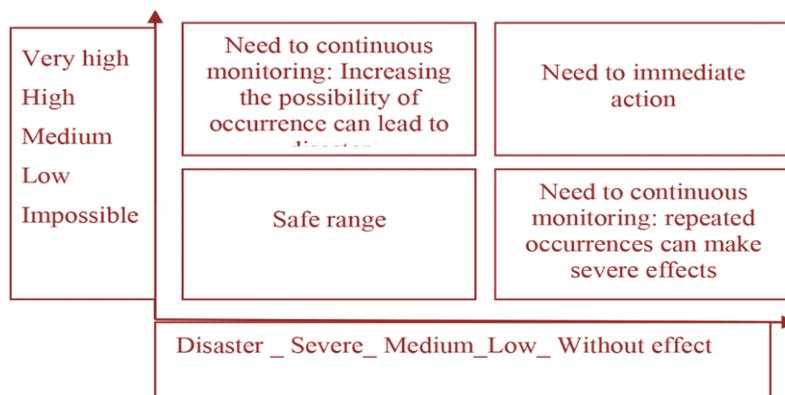 Very high
High
Medium
Low
Impossible
Need to continuous
monitoring: Increasing
the possibility of
occurrence can lead to
Need to immediate
action
Safe range
Need to continuous
monitoring: repeated
occurrences can make
severe effects
Disaster _ Severe_ Medium_Low_ Without effect